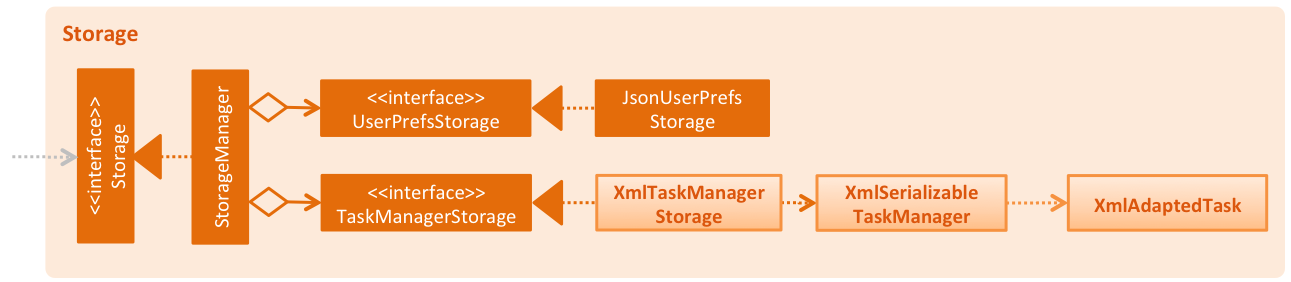 Storage
<<interface>>
Storage
StorageManager
<<interface>>
UserPrefsStorage
JsonUserPrefs
Storage
<<interface>>
TaskManagerStorage
XmlTaskManager
Storage
XmlSerializable
TaskManager
XmlAdaptedTask